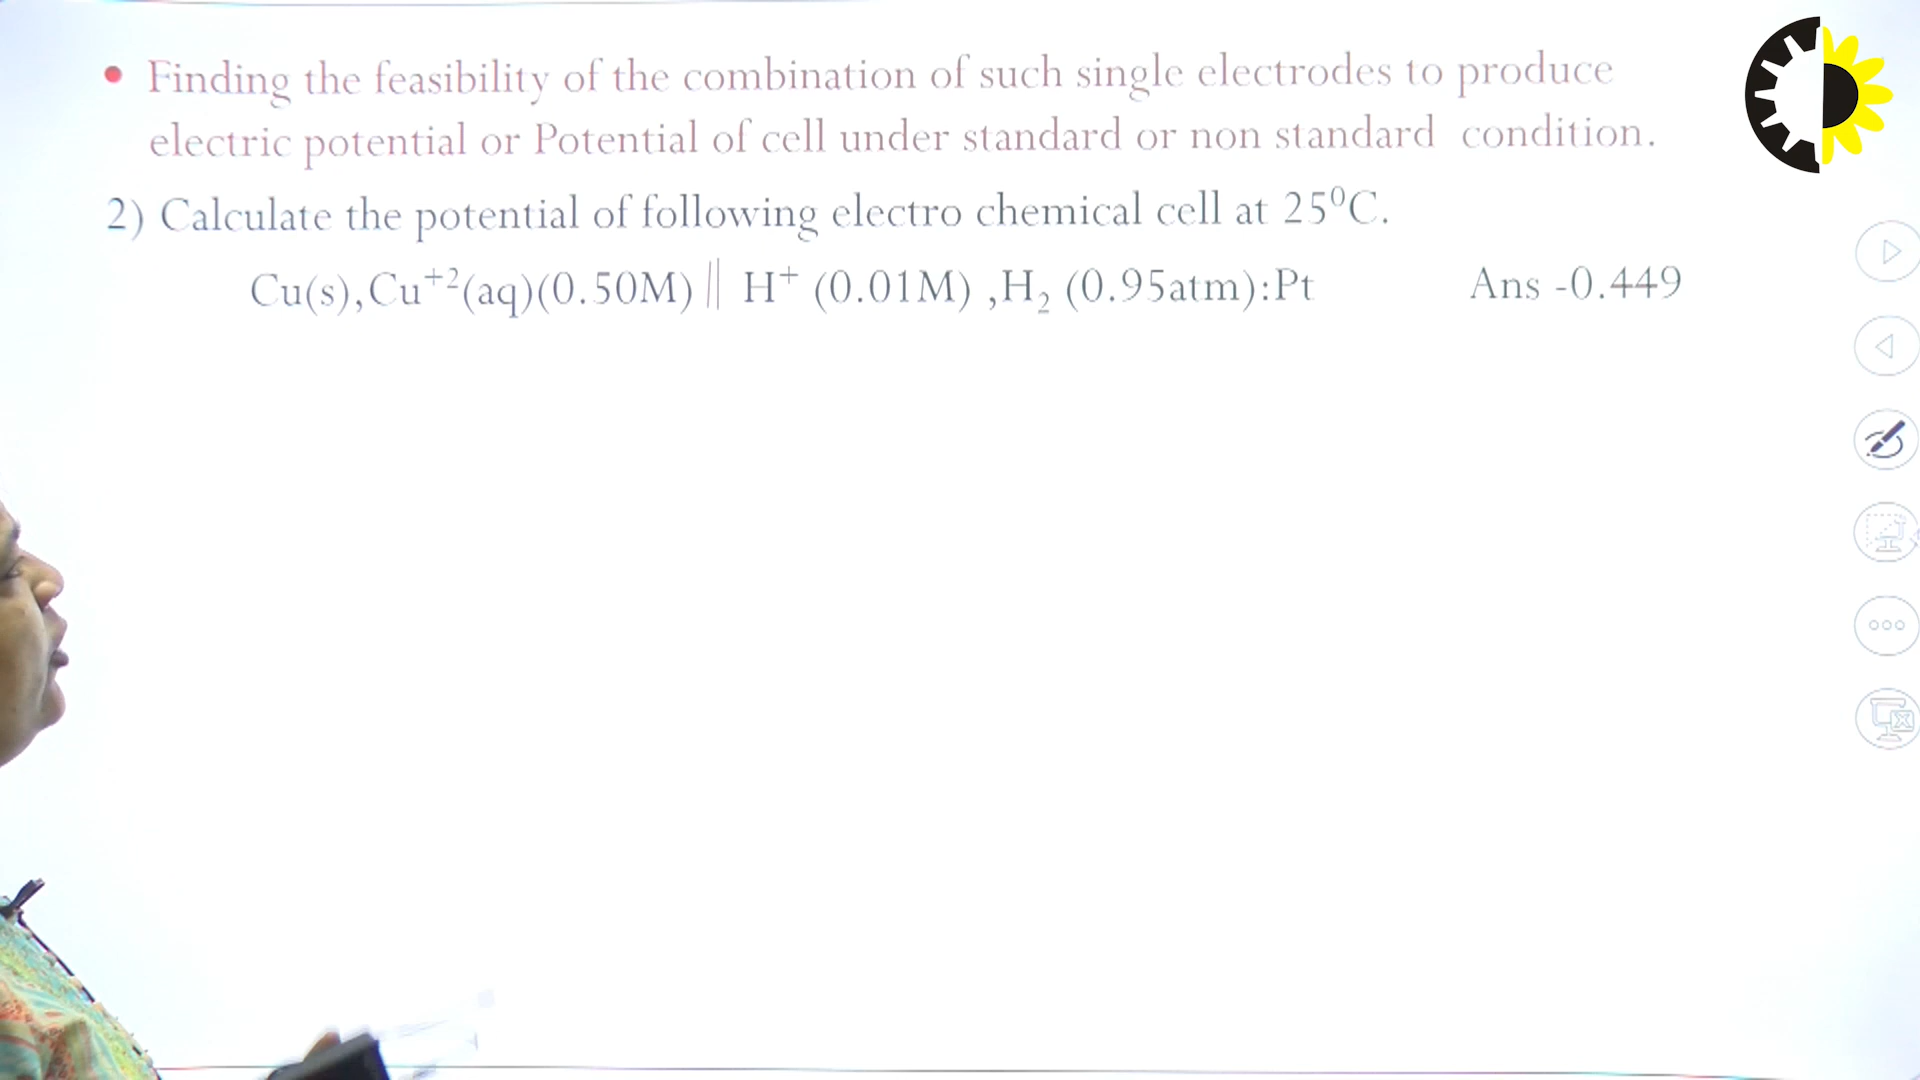 • Finding the feasibility of the combination of such single electrodes to produce
electric potential or Potential of cell under standard or non standard condition.
2) Calculate the potential of following electro chemical cell at 25⁰C.
Cu(s),Cu⁺²(aq)(0.50M)║ H⁺ (0.01M) ,H₂ (0.95atm):Pt Ans -0.449